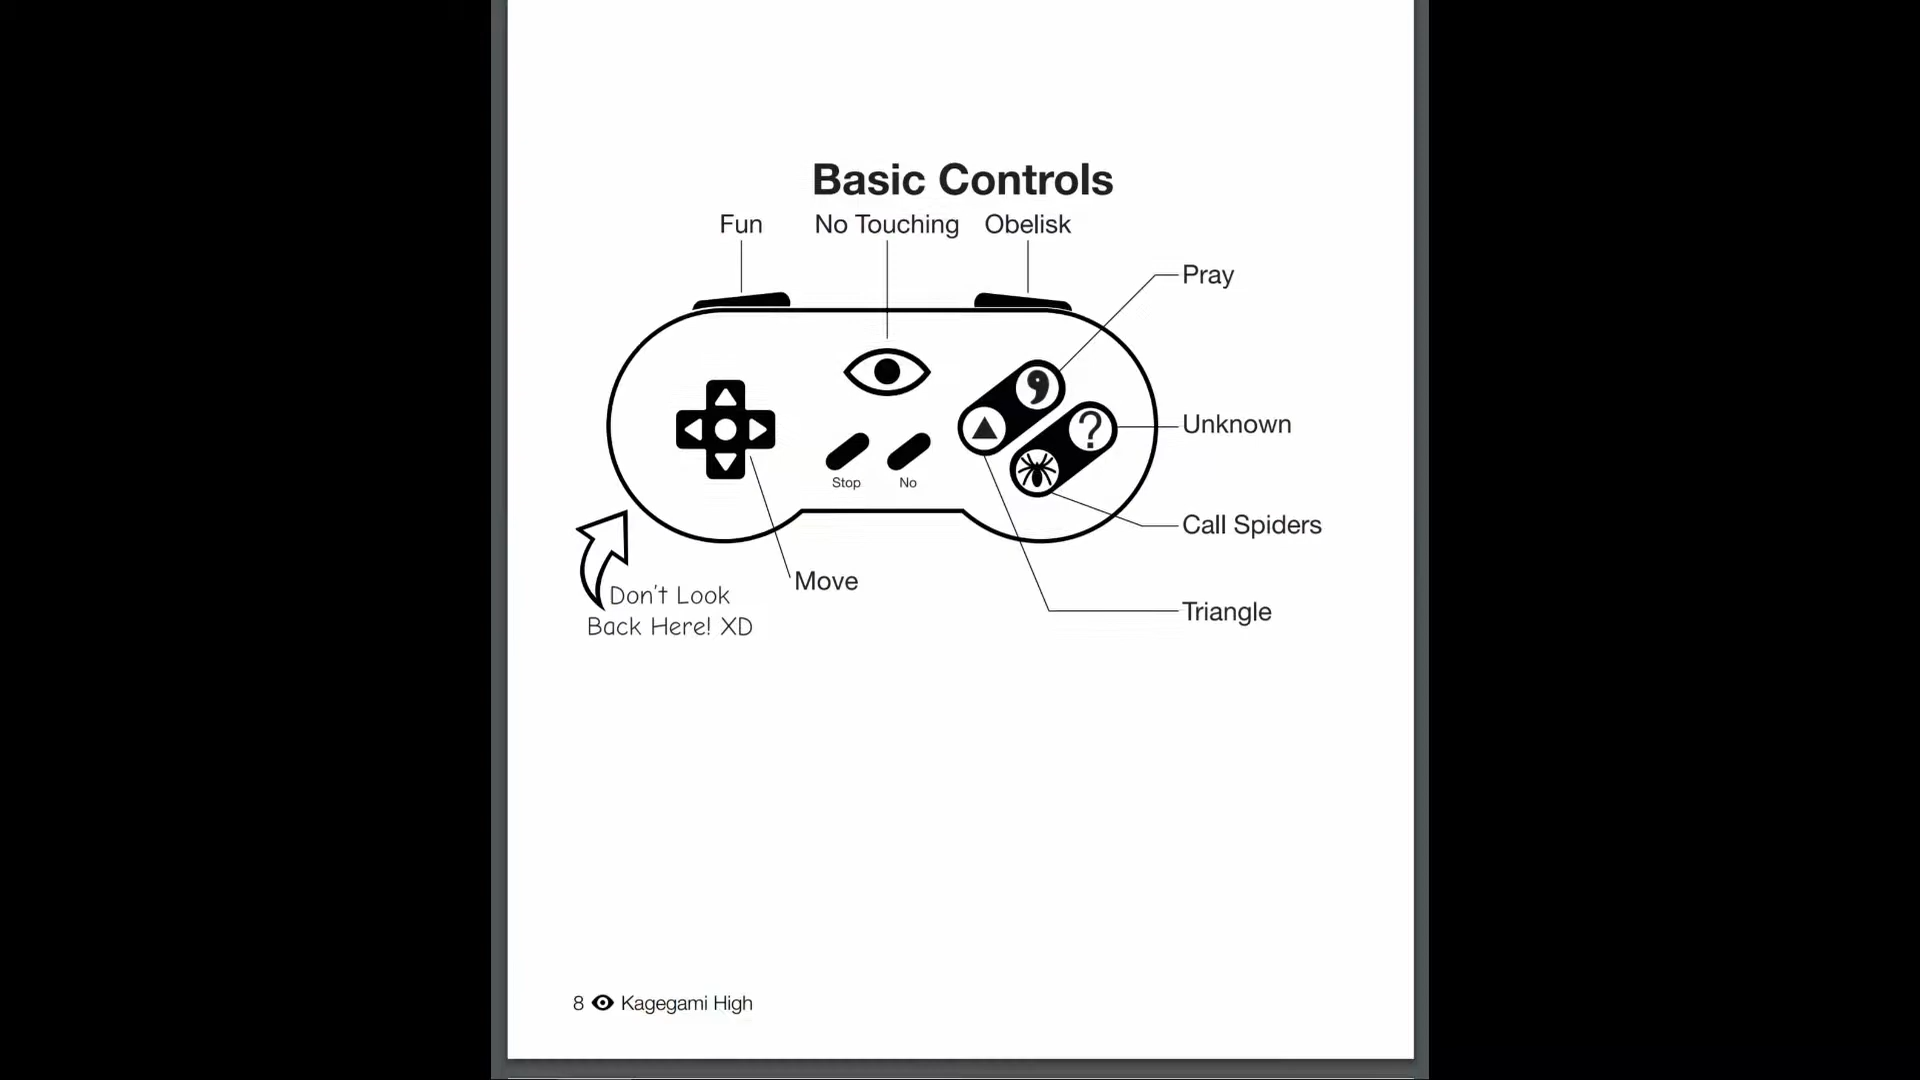 Basic Controls
Fun
No Touching
Obelisk
Pray
?
Unknown
Stop
No
Call Spiders
Move
Don't Look
Back Here! XD
Triangle
8 Kagegami High